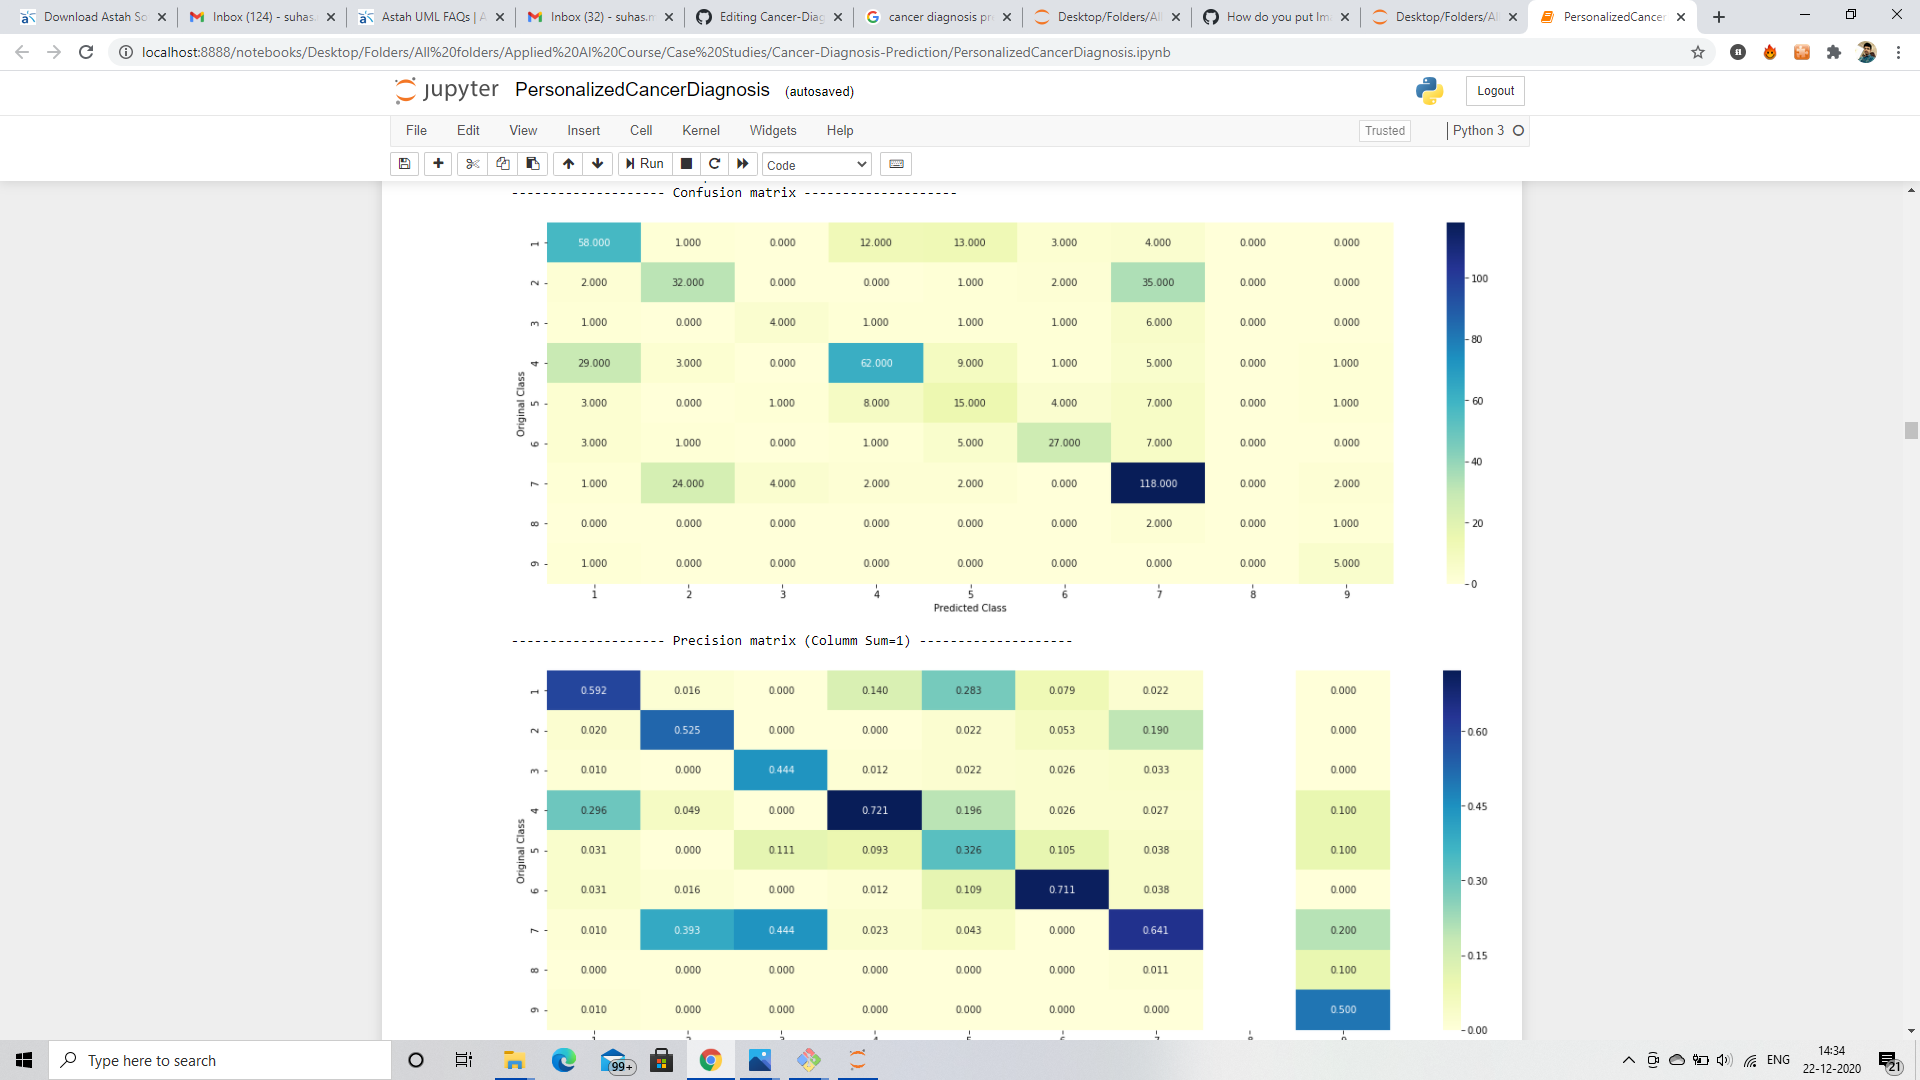 Download Astah So
Inbox (124) - suhas.
Astah UML FAQs | A
Inbox (32) - suhas.m
Editing Cancer-Diag
cancer diagnosis pr
Desktop/Folders/All
How do you put Im
Desktop/Folders/All
PersonalizedCancer
localhost:8888/notebooks/Desktop/Folders/All%20folders/Applied%20AI%20Course/Case%20Studies/Cancer-Diagnosis-Prediction/PersonalizedCancerDiagnosis.ipynb
jupyter PersonalizedCancerDiagnosis (autosaved)
Logout
File Edit View Insert Cell Kernel Widgets Help
Trusted
Python 3
Run
Code
-------------------- Confusion matrix --------------------
1 58.000 1.000 0.000 12.000 13.000 3.000 4.000 0.000 0.000
2 2.000 32.000 0.000 0.000 1.000 2.000 35.000 0.000 0.000
3 1.000 0.000 4.000 1.000 1.000 1.000 6.000 0.000 0.000
4 29.000 3.000 0.000 62.000 9.000 1.000 5.000 0.000 1.000
5 3.000 0.000 1.000 8.000 15.000 4.000 7.000 0.000 1.000
6 3.000 1.000 0.000 1.000 5.000 27.000 7.000 0.000 0.000
7 1.000 24.000 4.000 2.000 2.000 0.000 118.000 0.000 2.000
8 0.000 0.000 0.000 0.000 0.000 0.000 2.000 0.000 1.000
9 1.000 0.000 0.000 0.000 0.000 0.000 0.000 0.000 5.000
Original Class
1 2 3 4 5 6 7 8 9
Predicted Class
100
80
60
40
20
0
-------------------- Precision matrix (Columm Sum=1) --------------------
1 0.592 0.016 0.000 0.140 0.283 0.079 0.022 0.000
2 0.020 0.525 0.000 0.000 0.022 0.053 0.190 0.000
3 0.010 0.000 0.444 0.012 0.022 0.026 0.033 0.000
4 0.296 0.049 0.000 0.721 0.196 0.026 0.027 0.100
5 0.031 0.000 0.111 0.093 0.326 0.105 0.038 0.100
6 0.031 0.016 0.000 0.012 0.109 0.711 0.038 0.000
7 0.010 0.393 0.444 0.023 0.043 0.000 0.641 0.200
8 0.000 0.000 0.000 0.000 0.000 0.000 0.011 0.100
9 0.010 0.000 0.000 0.000 0.000 0.000 0.000 0.500
Original Class
0.60
0.45
0.30
0.15
0.00
Type here to search
99+
ENG
14:34
22-12-2020
21